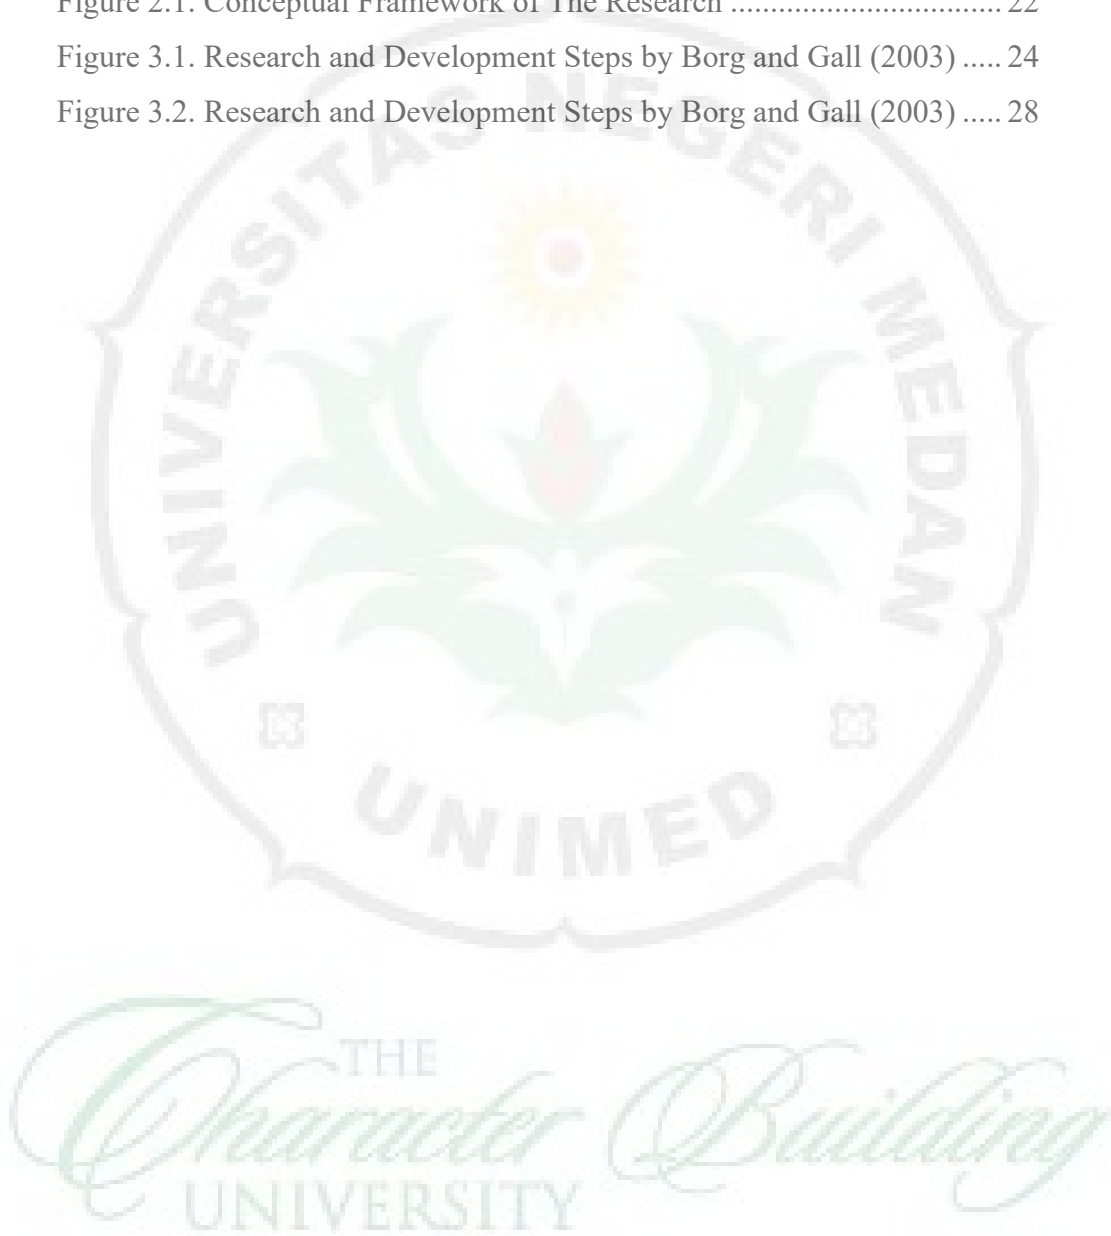 Figure 2.1. Conceptual Framework of The Research ................................. 22
Figure 3.1. Research and Development Steps by Borg and Gall (2003) ..... 24
Figure 3.2. Research and Development Steps by Borg and Gall (2003) ..... 28
UNIVERSITAS NEGERI MEDAN
UNIMED
THE
Character Building
UNIVERSITY